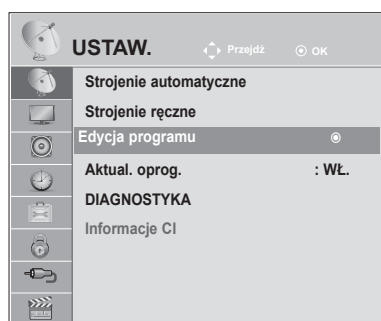 USTAW. Przejdź OK
Strojenie automatyczne
Strojenie ręczne
Edycja programu
Aktual. oprog. : WŁ.
DIAGNOSTYKA
Informacje CI